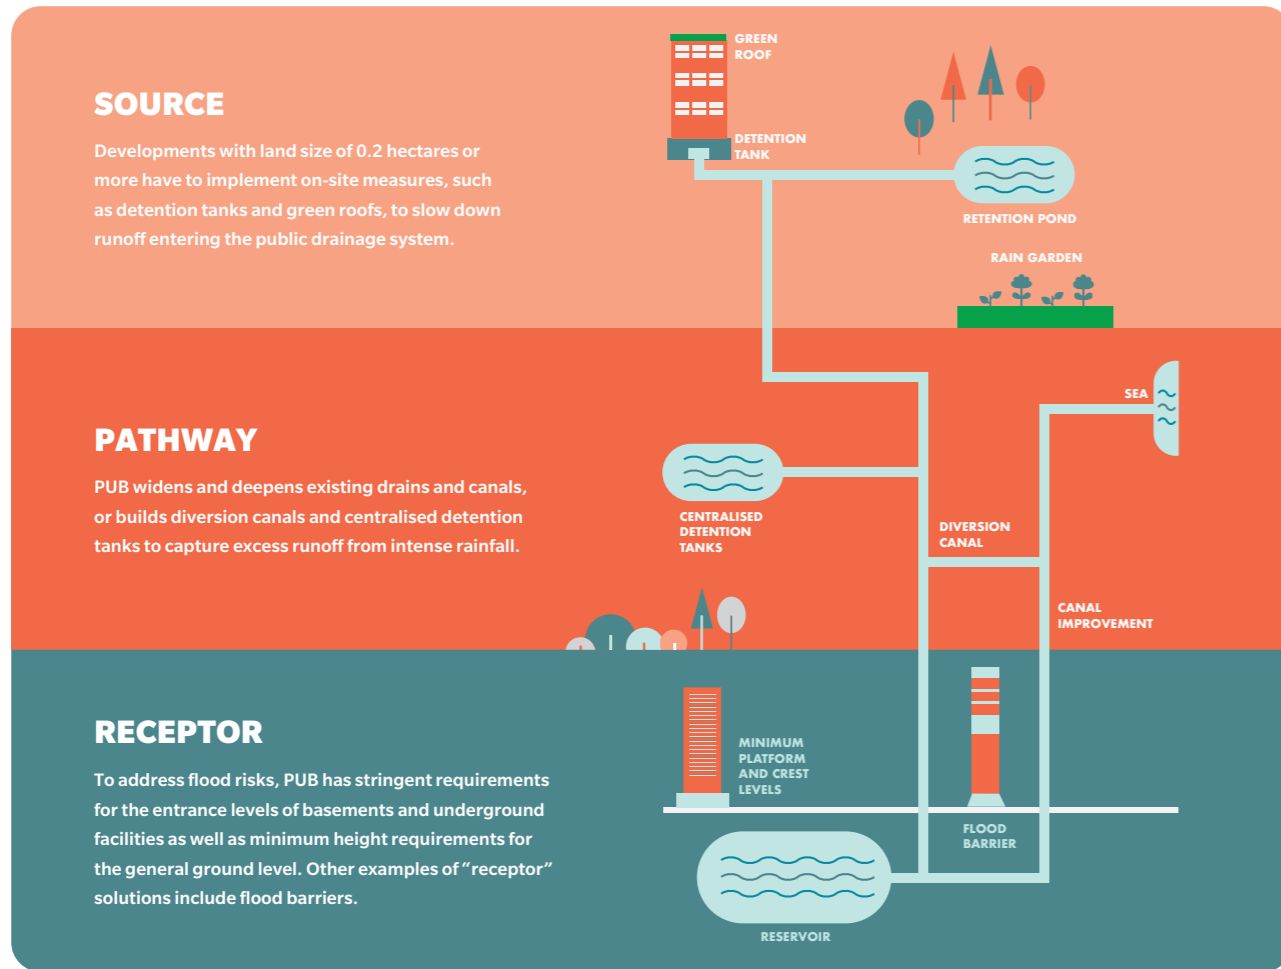 SOURCE
Developments with land size of 0.2 hectares or
more have to implement on-site measures, such
as detention tanks and green roofs, to slow down
runoff entering the public drainage system.
GREEN
ROOF
DETENTION
TANK
RETENTION POND
RAIN GARDEN
PATHWAY
PUB widens and deepens existing drains and canals,
or builds diversion canals and centralised detention
tanks to capture excess runoff from intense rainfall.
SEA
CENTRALISED
DETENTION
TANKS
DIVERSION
CANAL
CANAL
IMPROVEMENT
RECEPTOR
To address flood risks, PUB has stringent requirements
for the entrance levels of basements and underground
facilities as well as minimum height requirements for
the general ground level. Other examples of “receptor”
solutions include flood barriers.
MINIMUM
PLATFORM
AND CREST
LEVELS
FLOOD
BARRIER
RESERVOIR